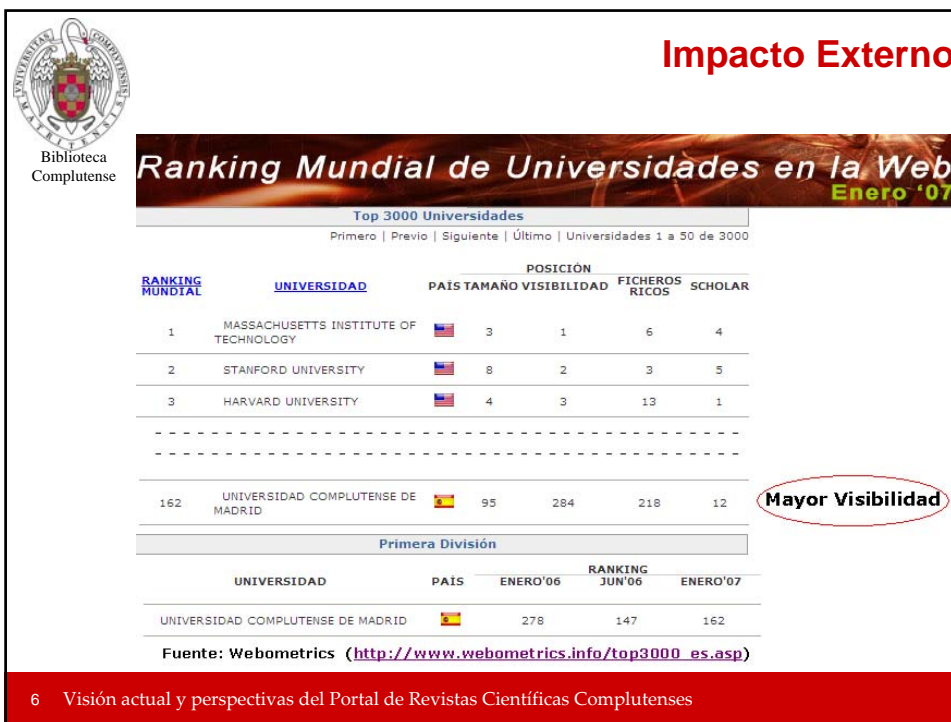 Impacto Externo
UNIVERSITAS COMPLUTENSIS
MATRITENSIS
Biblioteca
Complutense
Ranking Mundial de Universidades en la Web
Enero '07
Top 3000 Universidades
Primero | Previo | Siguiente | Último | Universidades 1 a 50 de 3000
POSICIÓN
RANKING MUNDIAL UNIVERSIDAD PAÍS TAMAÑO VISIBILIDAD FICHEROS RICOS SCHOLAR
1 MASSACHUSETTS INSTITUTE OF TECHNOLOGY 3 1 6 4
2 STANFORD UNIVERSITY 8 2 3 5
3 HARVARD UNIVERSITY 4 3 13 1
162 UNIVERSIDAD COMPLUTENSE DE MADRID 95 284 218 12
Mayor Visibilidad
Primera División
RANKING
UNIVERSIDAD PAÍS ENERO'06 JUN'06 ENERO'07
UNIVERSIDAD COMPLUTENSE DE MADRID 278 147 162
Fuente: Webometrics (http://www.webometrics.info/top3000_es.asp)
6 Visión actual y perspectivas del Portal de Revistas Científicas Complutenses